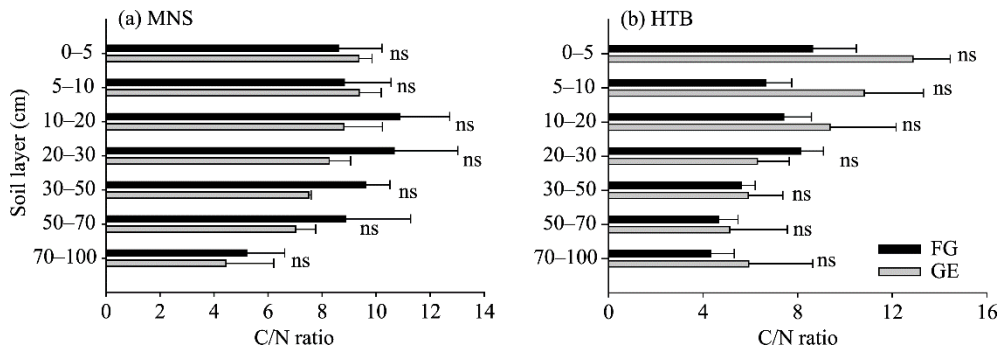 (a) MNS
0–5 ns
5–10 ns
10–20 ns
20–30 ns
30–50 ns
50–70 ns
70–100 ns
Soil layer (cm)
0 2 4 6 8 10 12 14
C/N ratio
(b) HTB
0–5 ns
5–10 ns
10–20 ns
20–30 ns
30–50 ns
50–70 ns
70–100 ns
FG
GE
0 4 8 12 16
C/N ratio